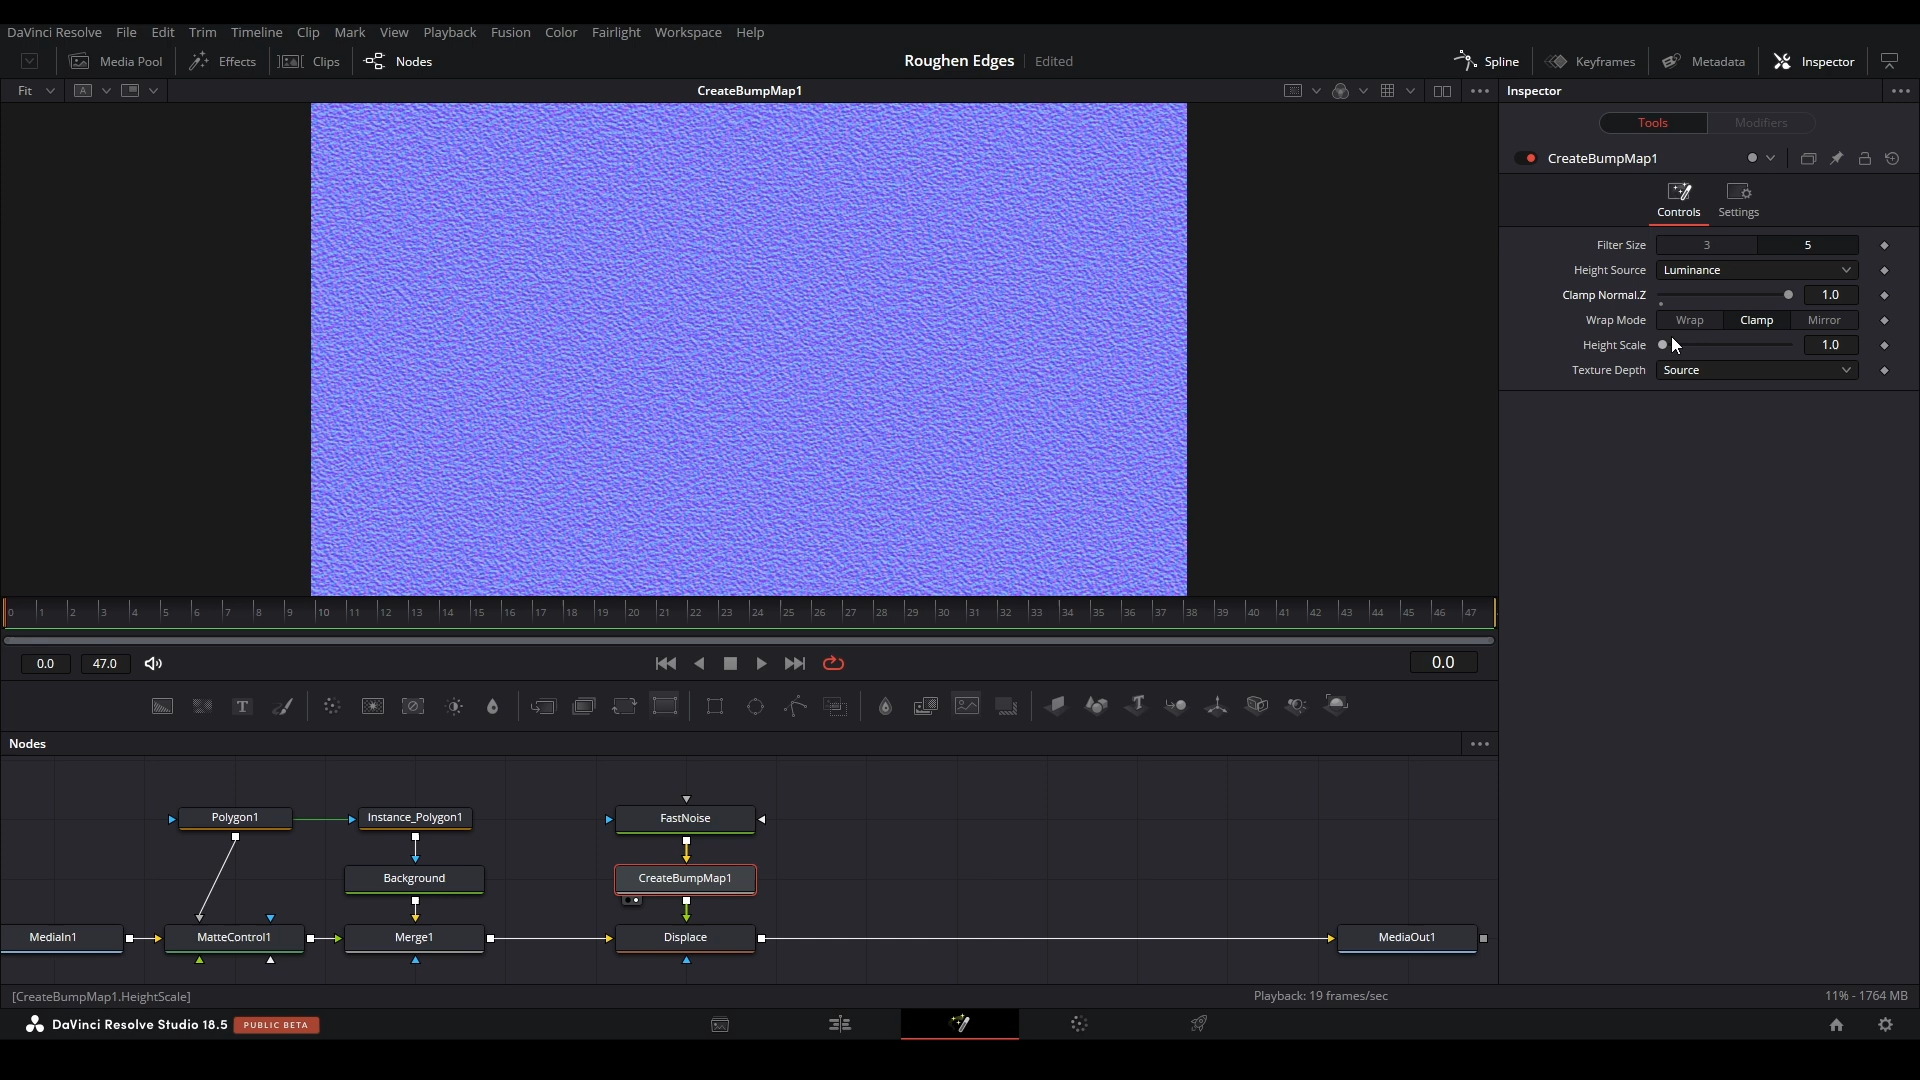 DaVinci Resolve File Edit Trim Timeline Clip Mark View Playback Fusion Color Fairlight Workspace Help
Media Pool Effects Clips Nodes Roughen Edges Edited Spline Keyframes Metadata Inspector
Fit A CreateBumpMap1 Inspector
Tools Modifiers
CreateBumpMap1
Controls Settings
Filter Size 3 5
Height Source Luminance
Clamp Normal.Z 1.0
Wrap Mode Wrap Clamp Mirror
Height Scale 1.0
Texture Depth Source
0 1 2 3 4 5 6 7 8 9 10 11 12 13 14 15 16 17 18 19 20 21 22 23 24 25 26 27 28 29 30 31 32 33 34 35 36 37 38 39 40 41 42 43 44 45 46 47
0.0 47.0 0.0
T T
Nodes
Polygon1 Instance_Polygon1 FastNoise
Background CreateBumpMap1
MediaIn1 MatteControl1 Merge1 Displace MediaOut1
[CreateBumpMap1.HeightScale] Playback: 19 frames/sec 11% - 1764 MB
DaVinci Resolve Studio 18.5 PUBLIC BETA